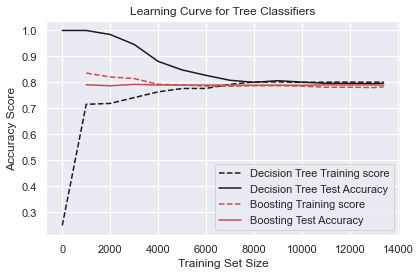 Learning Curve for Tree Classifiers
Accuracy Score
1.0
0.9
0.8
0.7
0.6
0.5
0.4
0.3
Decision Tree Training score
Decision Tree Test Accuracy
Boosting Training score
Boosting Test Accuracy
0 2000 4000 6000 8000 10000 12000 14000
Training Set Size